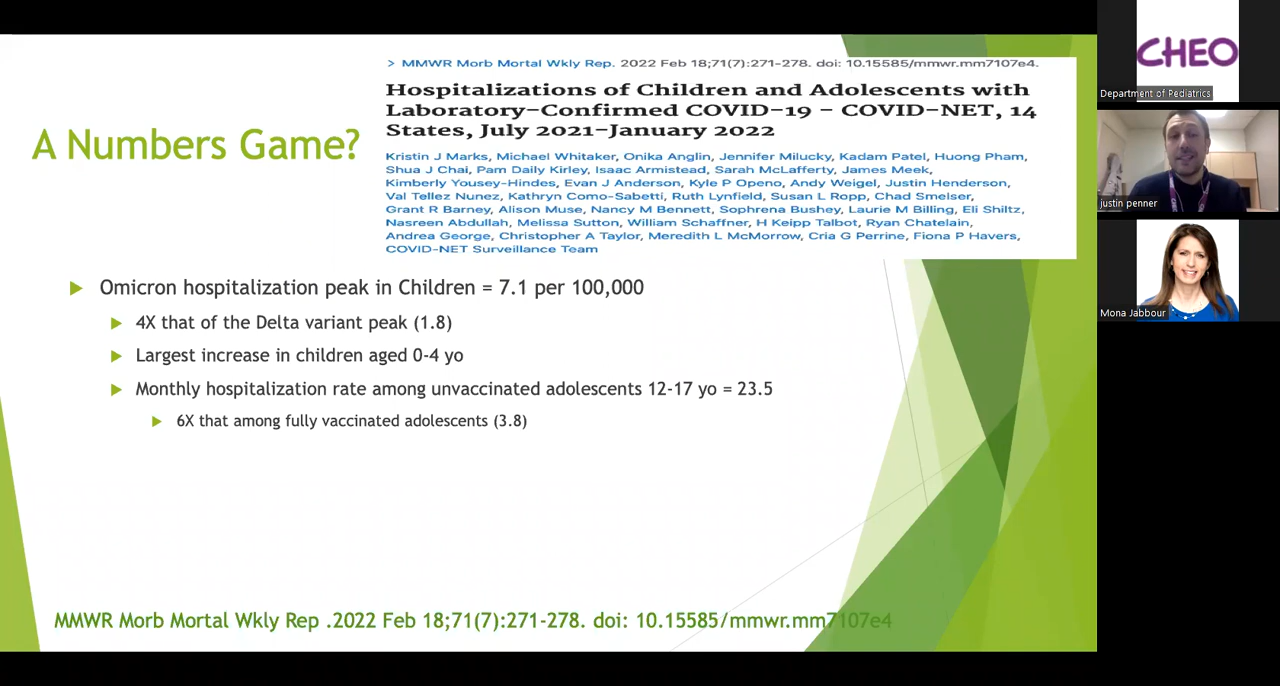 > MMWR Morb Mortal Wkly Rep. 2022 Feb 18;71(7):271-278. doi: 10.15585/mmwr.mm7107e4.
Hospitalizations of Children and Adolescents with
Laboratory-Confirmed COVID-19 - COVID-NET, 14
States, July 2021-January 2022
A Numbers Game?
Kristin J Marks, Michael Whitaker, Onika Anglin, Jennifer Milucky, Kadam Patel, Huong Pham,
Shua J Chai, Pam Daily Kirley, Isaac Armistead, Sarah McLafferty, James Meek,
Kimberly Yousey-Hindes, Evan J Anderson, Kyle P Openo, Andy Weigel, Justin Henderson,
Val Tellez Nunez, Kathryn Como-Sabetti, Ruth Lynfield, Susan L Ropp, Chad Smelser,
Grant R Barney, Alison Muse, Nancy M Bennett, Sophrena Bushey, Laurie M Billing, Eli Shiltz,
Nasreen Abdullah, Melissa Sutton, William Schaffner, H Keipp Talbot, Ryan Chatelain,
Andrea George, Christopher A Taylor, Meredith L McMorrow, Cria G Perrine, Fiona P Havers,
COVID-NET Surveillance Team
Omicron hospitalization peak in Children = 7.1 per 100,000
4X that of the Delta variant peak (1.8)
Largest increase in children aged 0-4 yo
Monthly hospitalization rate among unvaccinated adolescents 12-17 yo = 23.5
6X that among fully vaccinated adolescents (3.8)
MMWR Morb Mortal Wkly Rep .2022 Feb 18;71(7):271-278. doi: 10.15585/mmwr.mm7107e4
CHEO
Department of Pediatrics
justin penner
Mona Jabbour